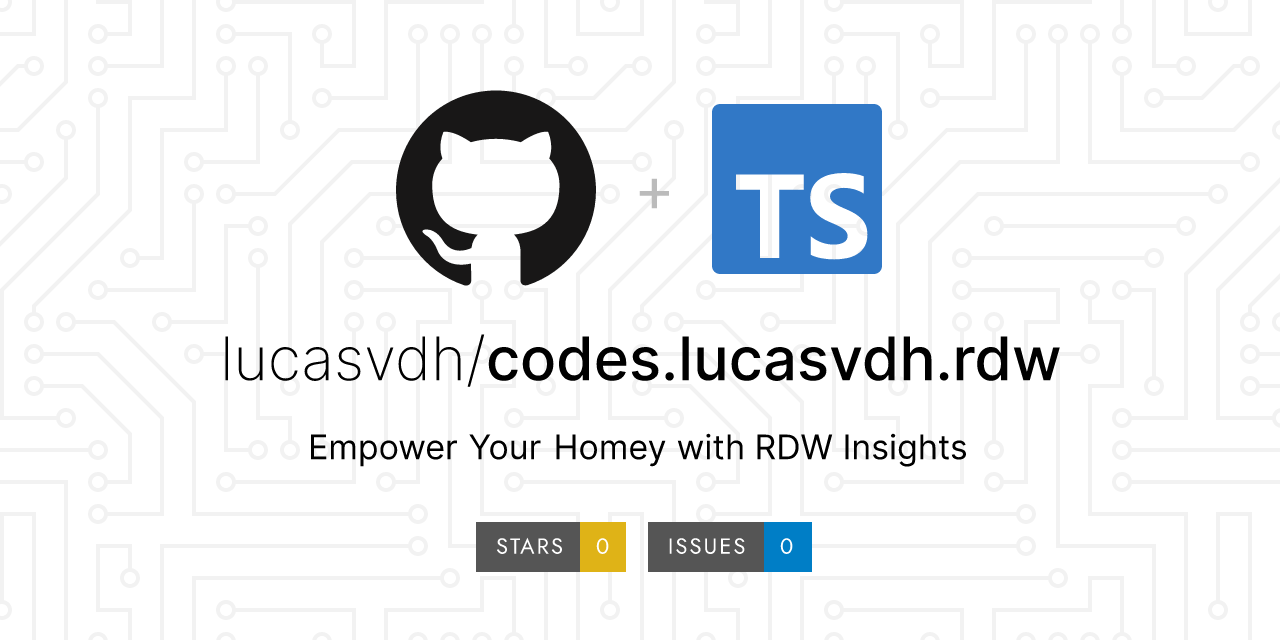 +
TS
lucasvdh/codes.lucasvdh.rdw
Empower Your Homey with RDW Insights
STARS 0 ISSUES 0